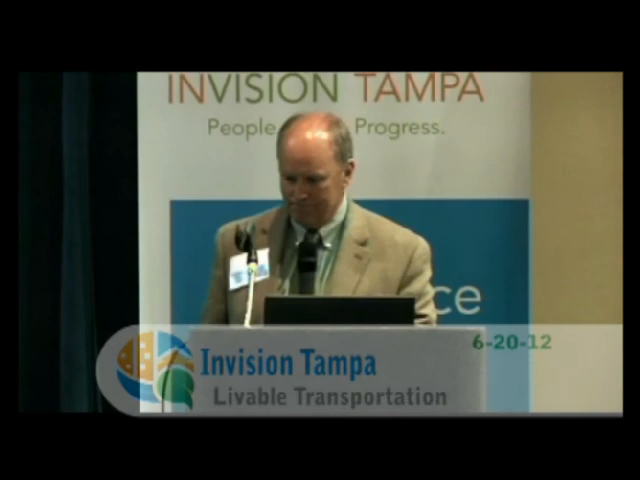 INVISION TAMPA
People. Progress.
ce
6-20-12
Invision Tampa
Livable Transportation